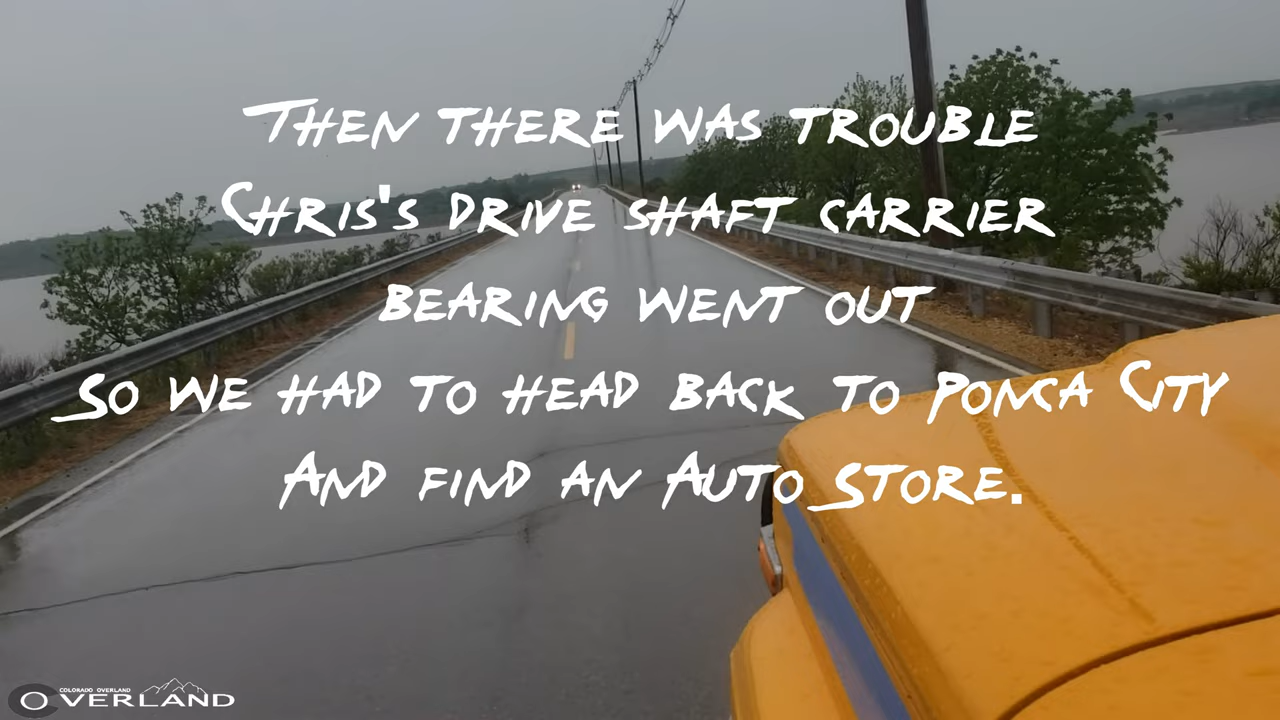 Then there was trouble
Chris's drive shaft carrier
bearing went out
So we had to head back to Ponca City
And find an Auto Store.
COLORADO OVERLAND
OVERLAND